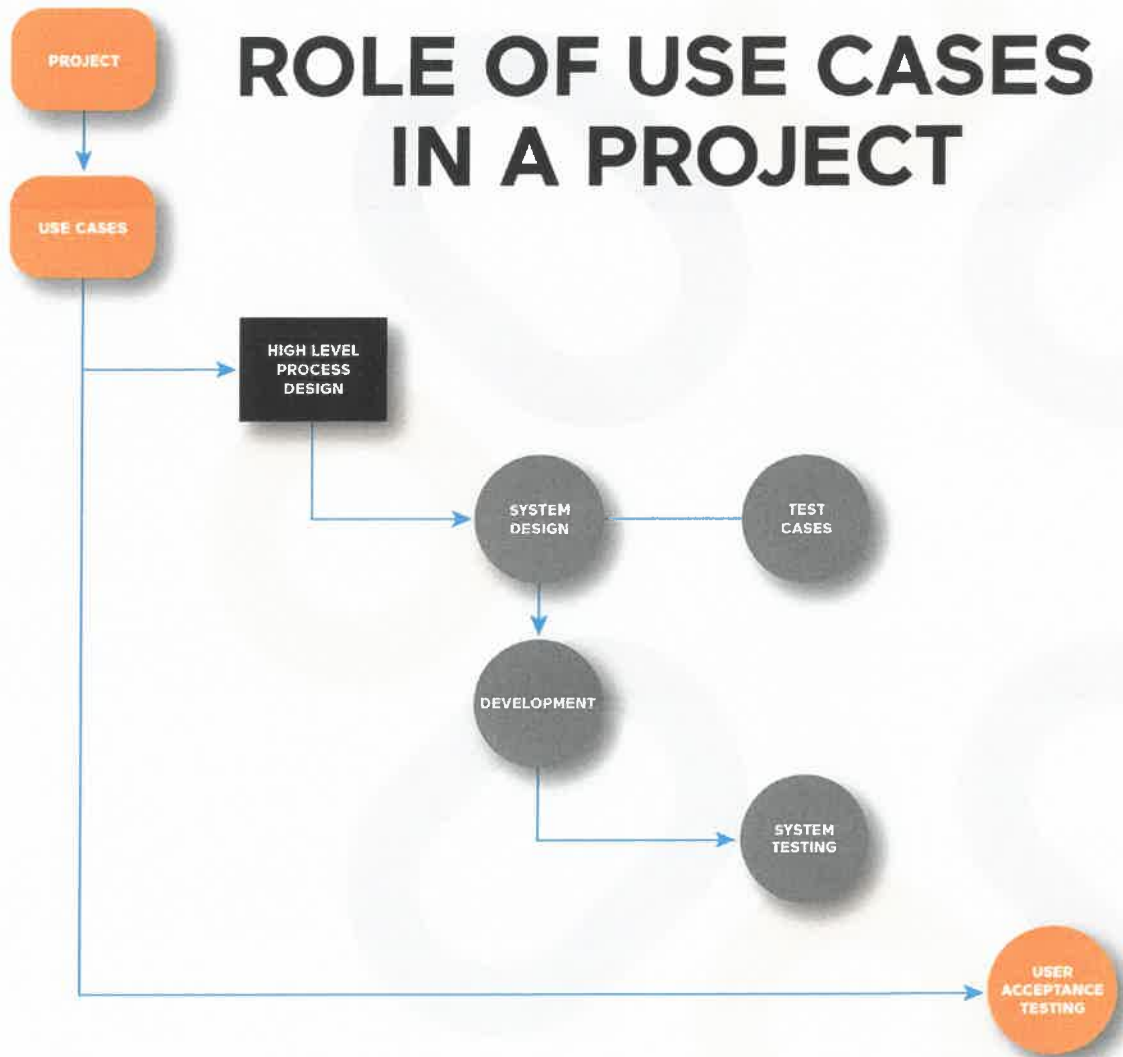 PROJECT
ROLE OF USE CASES
IN A PROJECT
USE CASES
HIGH LEVEL
PROCESS
DESIGN
SYSTEM
DESIGN
TEST
CASES
DEVELOPMENT
SYSTEM
TESTING
USER
ACCEPTANCE
TESTING